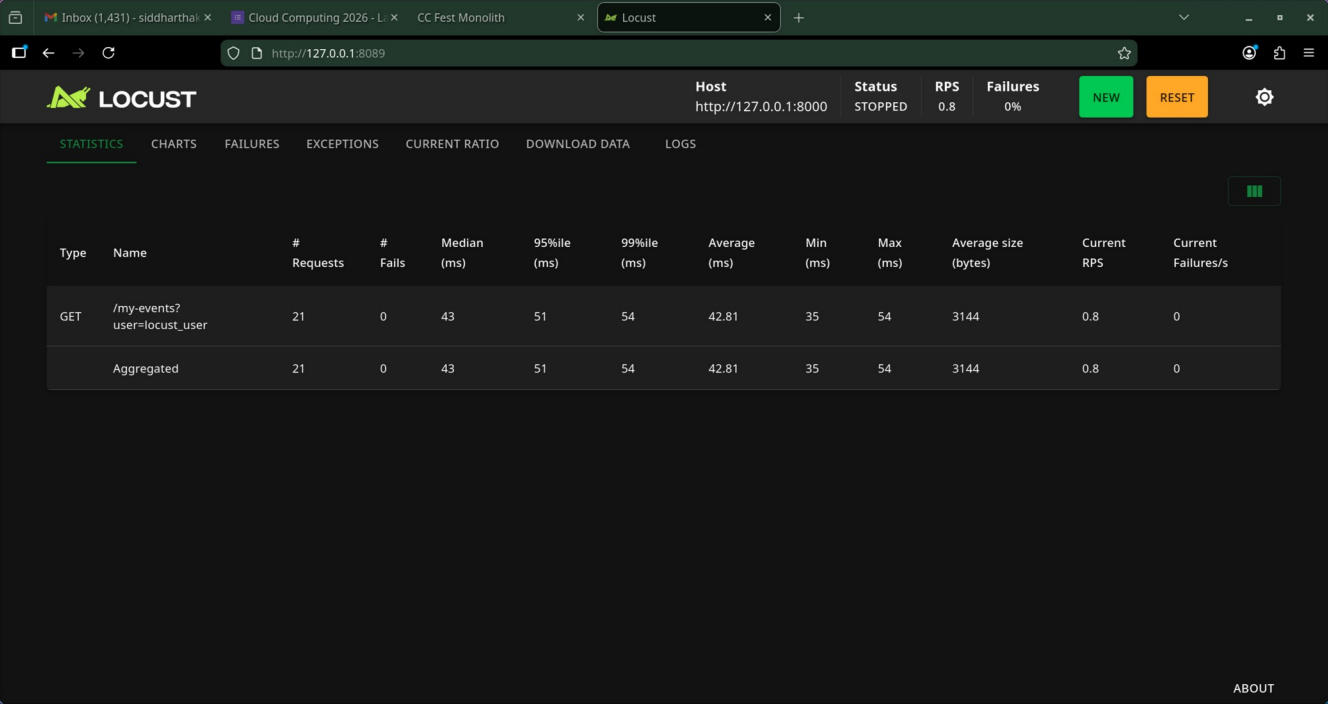 Inbox (1,431) - siddharthak
Cloud Computing 2026 - La
CC Fest Monolith
Locust
http://127.0.0.1:8089
LOCUST
Host
http://127.0.0.1:8000
Status
STOPPED
RPS
0.8
Failures
0%
NEW
RESET
STATISTICS CHARTS FAILURES EXCEPTIONS CURRENT RATIO DOWNLOAD DATA LOGS
Type Name # Requests # Fails Median (ms) 95%ile (ms) 99%ile (ms) Average (ms) Min (ms) Max (ms) Average size (bytes) Current RPS Current Failures/s
GET /my-events?user=locust_user 21 0 43 51 54 42.81 35 54 3144 0.8 0
Aggregated 21 0 43 51 54 42.81 35 54 3144 0.8 0
ABOUT